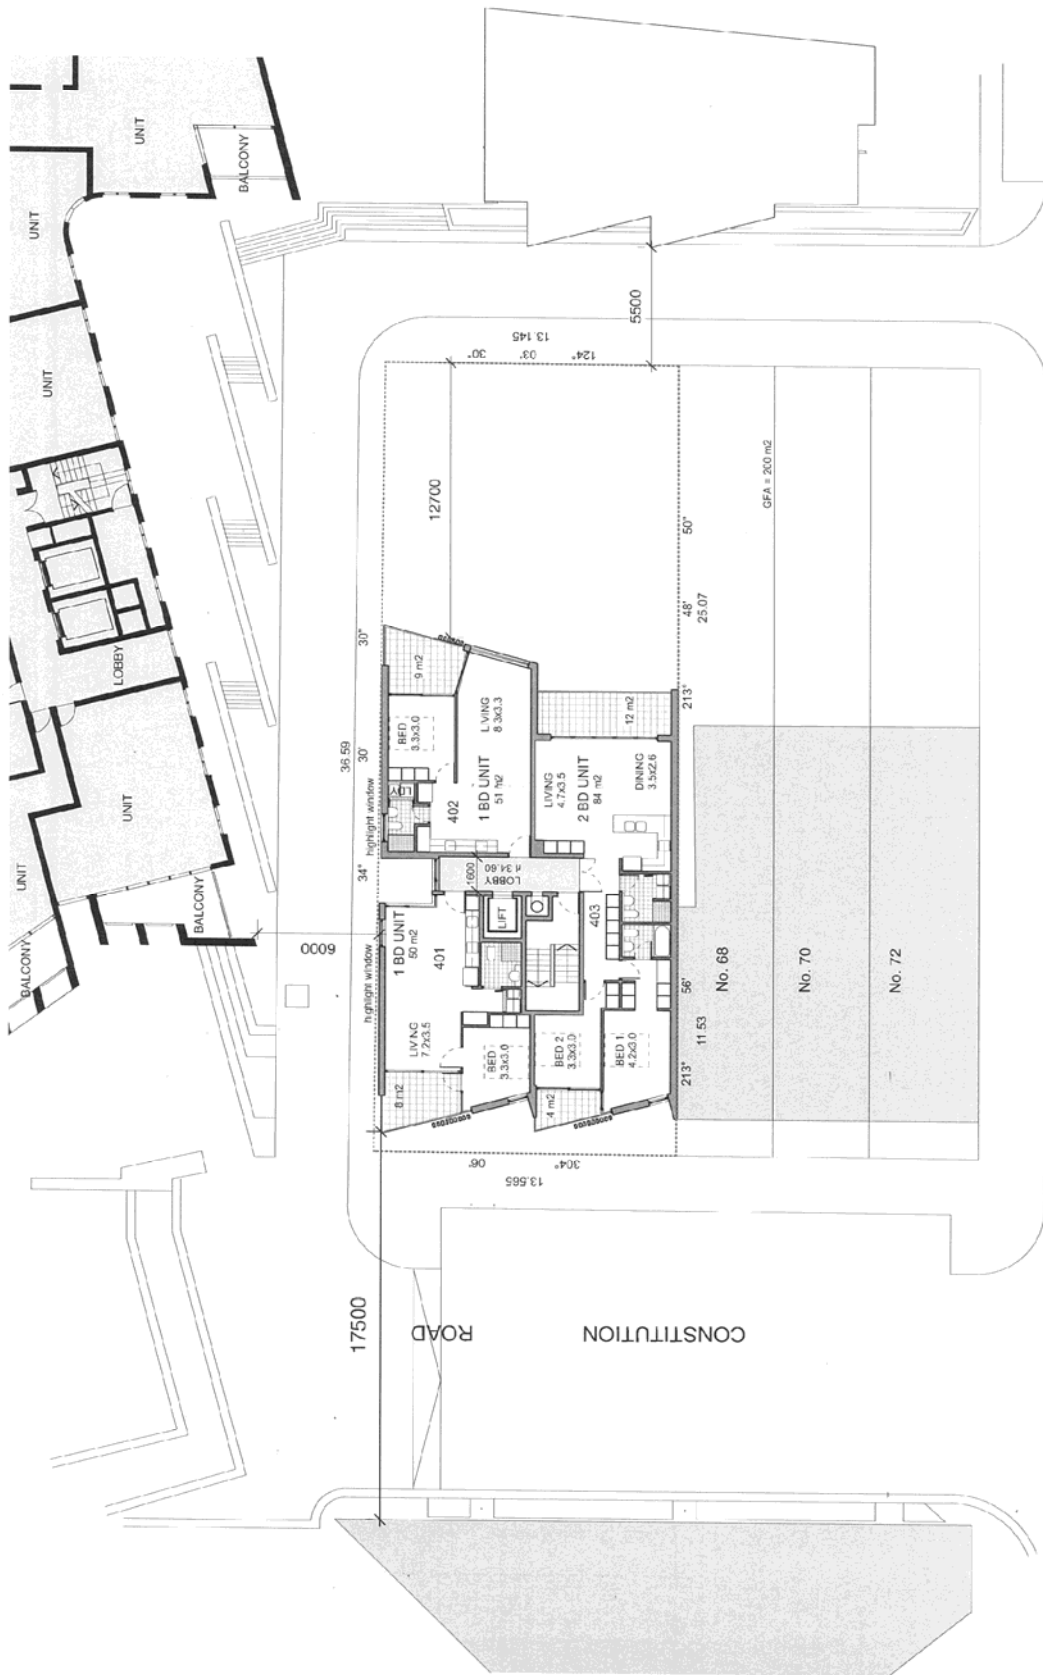 UNIT
UNIT
UNIT
UNIT
UNIT
BALCONY
BALCONY
BALCONY
LOBBY
6000
5500
12700
17500
13.145
30"
03'
124°
36.59
30"
30'
34°
highlight window
highlight window
9 m2
BED
3.3x3.0
LDY
LIVING
8.3x3.3
402
1 BD UNIT
51 m2
12 m2
LIVING
4.7x3.5
2 BD UNIT
84 m2
DINING
3.5x2.6
1600
LOBBY
rl 34.60
LIFT
403
1 BD UNIT
50 m2
401
LIVING
7.2x3.5
8 m2
BED
3.3x3.0
BED 2
3.3x3.0
BED 1
4.2x3.0
4 m2
50"
48'
25.07
213°
56'
11.53
213°
GFA = 200 m2
No. 68
No. 70
No. 72
06'
304°
13.565
CONSTITUTION
ROAD